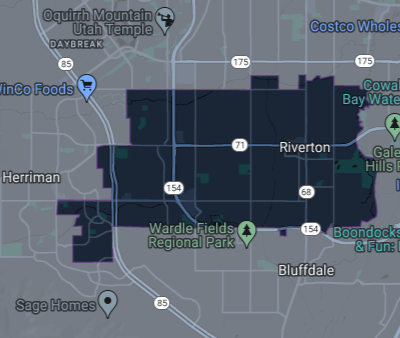 Oquirrh Mountain
Utah Temple
Costco Wholes
DAYBREAK
85
175
175
WinCo Foods
Cowab
Bay Wate
71
Riverton
Gale
Hills R
Herriman
154
68
Wardle Fields
Regional Park
154
Boondocks
& Fun:
Bluffdale
Sage Homes
85